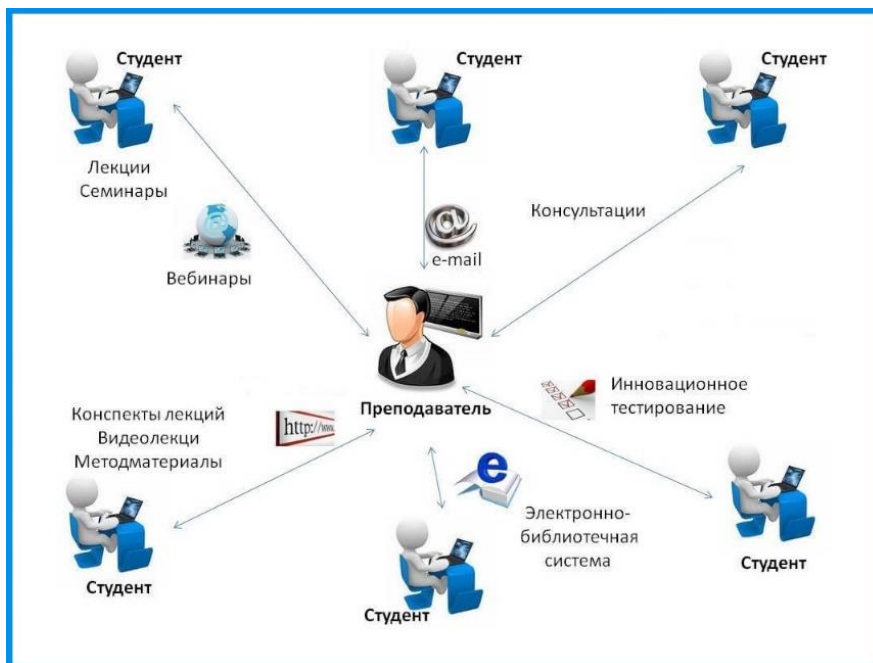 Студент
Студент
Студент
Лекции
Семинары
Вебинары
e-mail
Консультации
Преподаватель
Конспекты лекций
Видеолекци
Методматериалы
http://www.
Инновационное
тестирование
Электронно-
библиотечная
система
Студент
Студент
Студент